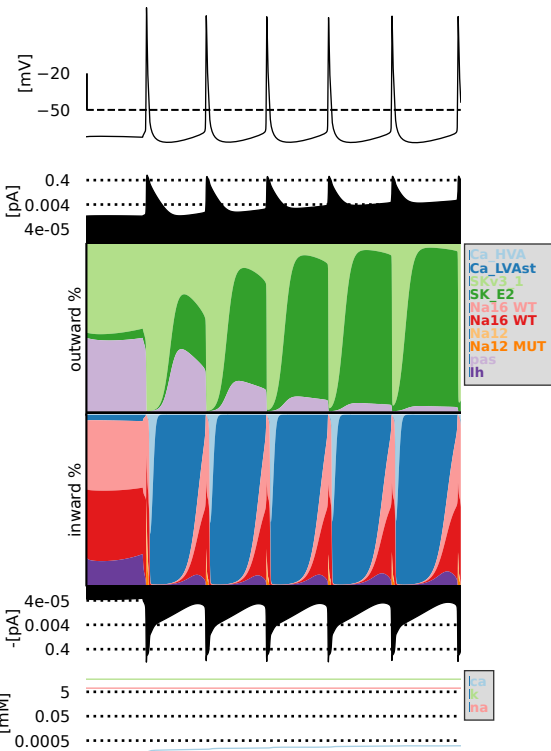 [mV]
−20
−50
[pA]
0.4
0.004
4e-05
outward %
Ca_HVA
Ca_LVAst
SKv3_1
SK_E2
Na16 WT
Na16 WT
Na12
Na12 MUT
pas
Ih
inward %
-[pA]
4e-05
0.004
0.4
[mM]
5
0.05
0.0005
ca
k
na